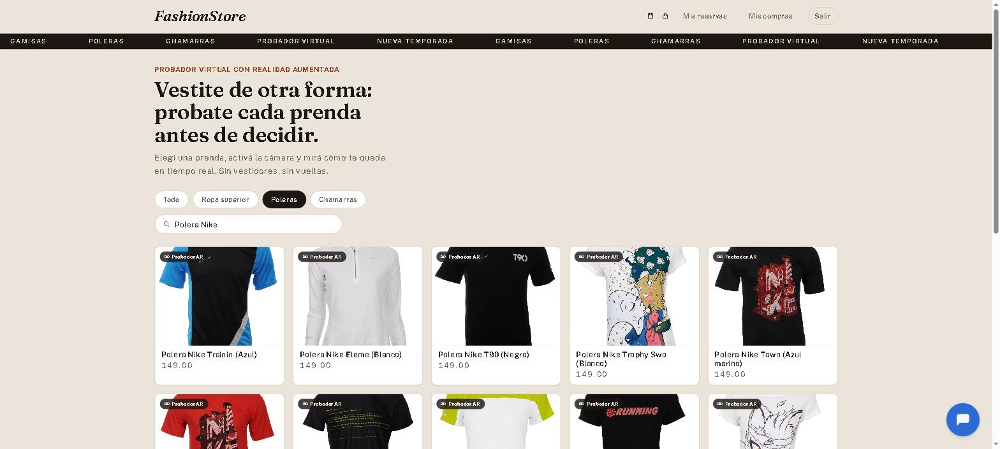 FashionStore
Mis reservas
Mis compras
Salir
CAMISAS POLERAS CHAMARRAS PROBADOR VIRTUAL NUEVA TEMPORADA CAMISAS POLERAS CHAMARRAS PROBADOR VIRTUAL NUEVA TEMPORADA
PROBADOR VIRTUAL CON REALIDAD AUMENTADA
Vestite de otra forma:
probate cada prenda
antes de decidir.
Elegí una prenda, activá la cámara y mirá cómo te queda
en tiempo real. Sin vestidores, sin vueltas.
Todo
Ropa superior
Poleras
Chamarras
Polera Nike
Probador AR
Polera Nike Trainin (Azul)
149.00
Probador AR
Polera Nike Eleme (Blanco)
149.00
Probador AR
T90
Polera Nike T90 (Negro)
149.00
Probador AR
Polera Nike Trophy Swo
(Blanco)
149.00
Probador AR
Polera Nike Town (Azul
marino)
149.00
Probador AR
Probador AR
Probador AR
Probador AR
RUNNING
Probador AR